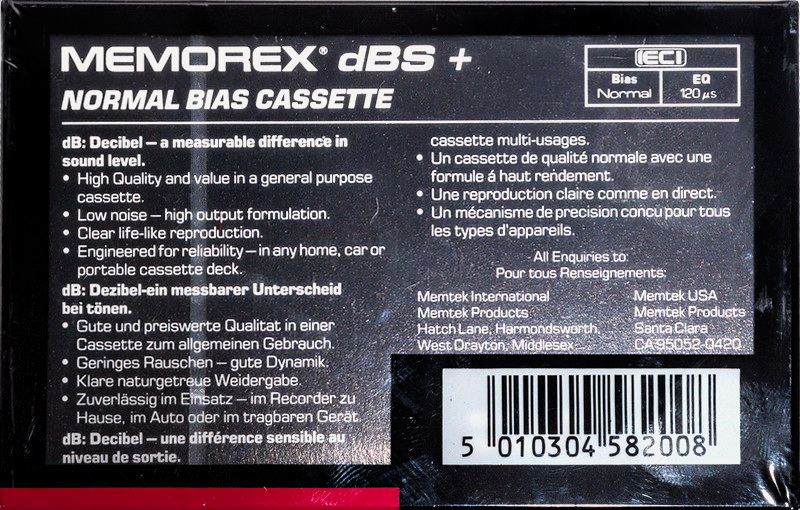 MEMOREX® dBS +
NORMAL BIAS CASSETTE
IECI
Bias
Normal
EQ
120 µs
dB: Decibel – a measurable difference in
sound level.
• High Quality and value in a general purpose
cassette.
• Low noise – high output formulation.
• Clear life-like reproduction.
• Engineered for reliability – in any home, car or
portable cassette deck.
dB: Dezibel-ein messbarer Unterscheid
bei tönen.
• Gute und preiswerte Qualitat in einer
Cassette zum allgemeinen Gebrauch.
• Geringes Rauschen – gute Dynamik.
• Klare naturgetreue Weidergabe.
• Zuverlässig im Einsatz – im Recorder zu
Hause, im Auto oder im tragbaren Gerät.
dB: Decibel – une différence sensible au
niveau de sortie.
cassette multi-usages.
• Un cassette de qualité normale avec une
formule á haut rendement.
• Une reproduction claire comme en direct.
• Un mécanisme de precision concu pour tous
les types d'appareils.
All Enquiries to:
Pour tous Renseignements:
Memtek International
Memtek Products
Hatch Lane, Harmondsworth,
West Drayton, Middlesex
Memtek USA
Memtek Products
Santa Clara
CA 95052-0420
5 010304 582008